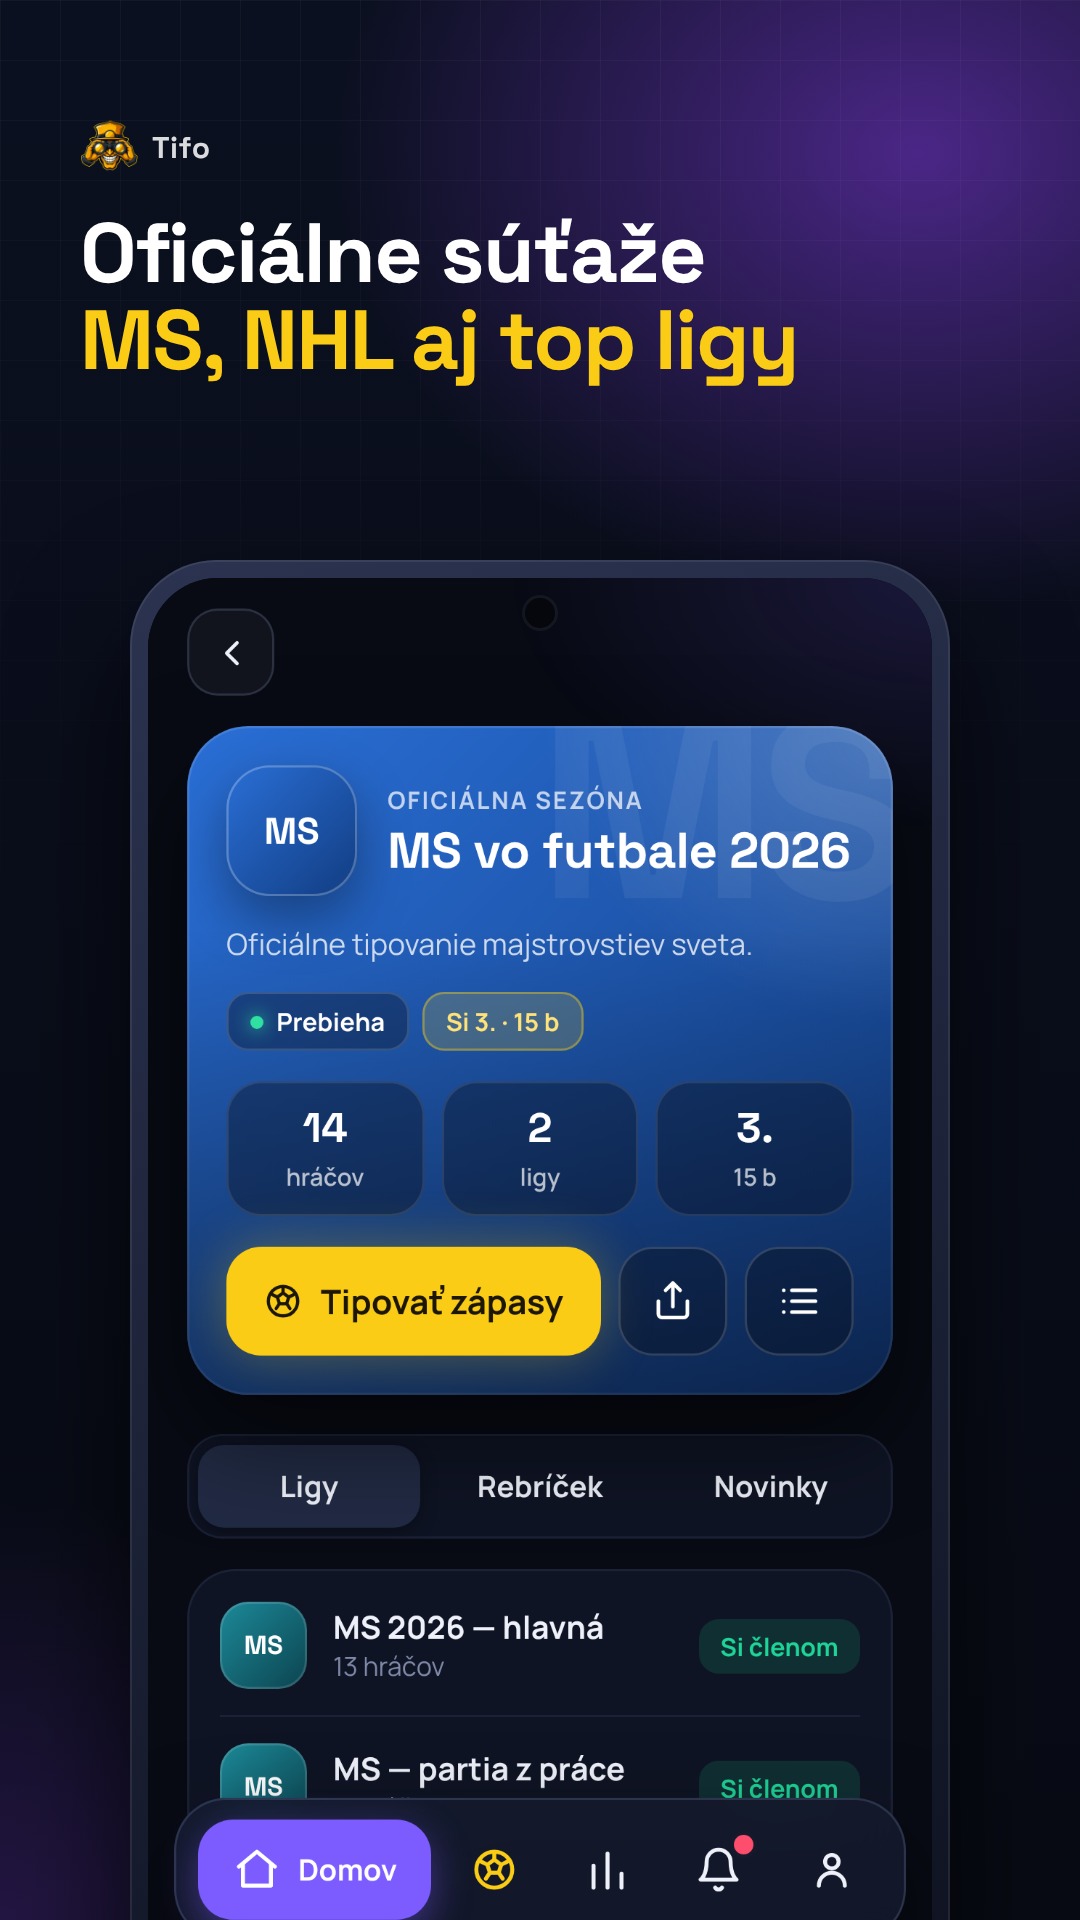 Tifo
Oficiálne súťaže
MS, NHL aj top ligy
MS
MS
OFICIÁLNA SEZÓNA
MS vo futbale 2026
Oficiálne tipovanie majstrovstiev sveta.
Prebieha
Si 3. · 15 b
14
hráčov
2
ligy
3.
15 b
Tipovať zápasy
Ligy
Rebríček
Novinky
MS
MS 2026 — hlavná
13 hráčov
Si členom
MS
MS — partia z práce
Si členom
Domov